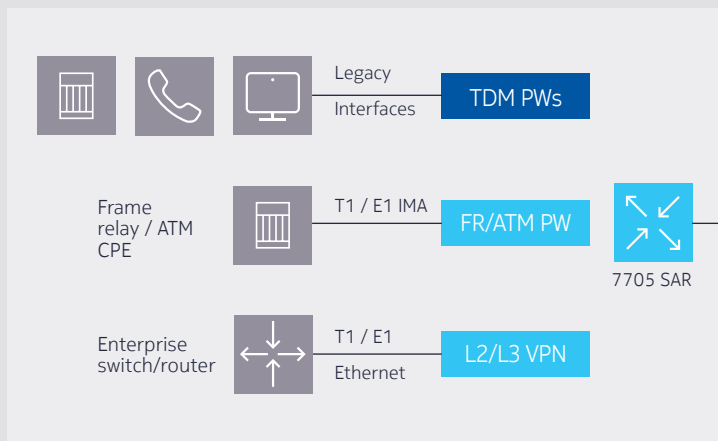 Legacy
Interfaces
TDM PWs
Frame
relay / ATM
CPE
T1 / E1 IMA
FR/ATM PW
7705 SAR
Enterprise
switch/router
T1 / E1
Ethernet
L2/L3 VPN